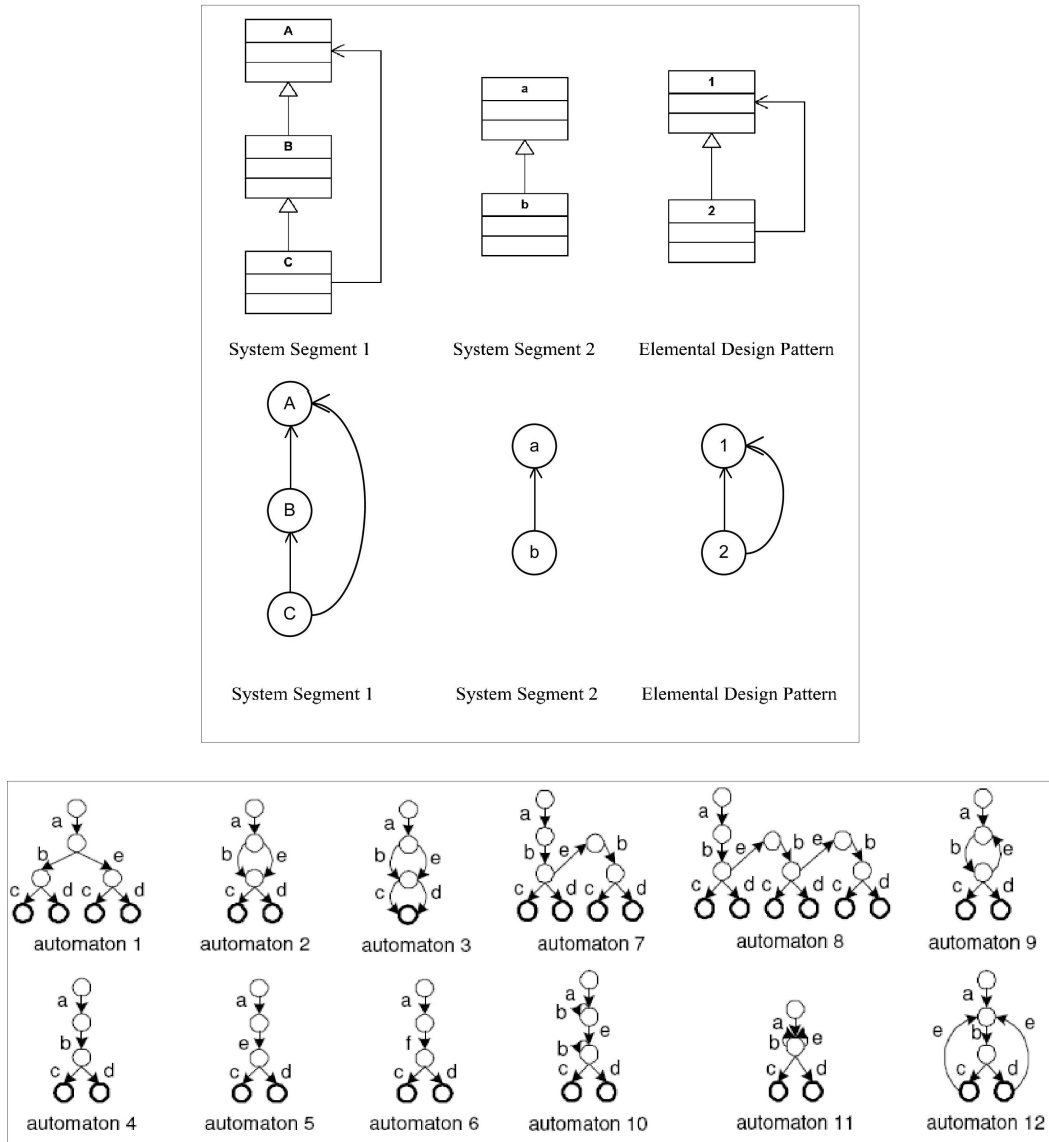 A
a
1
B
b
2
C
System Segment 1 System Segment 2 Elemental Design Pattern
A
a
1
B
b
2
C
System Segment 1 System Segment 2 Elemental Design Pattern
a
b e
c d c d
automaton 1
a
b e
c d
automaton 2
a
b e
c d
automaton 3
a
b e b
c d c d
automaton 7
a
b e b e b
c d c d c d
automaton 8
a
b e
c d
automaton 9
a
b
c d
automaton 4
a
e
c d
automaton 5
a
f
c d
automaton 6
a
b
e
b
c d
automaton 10
a
b e
c d
automaton 11
a
e b e
c d
automaton 12